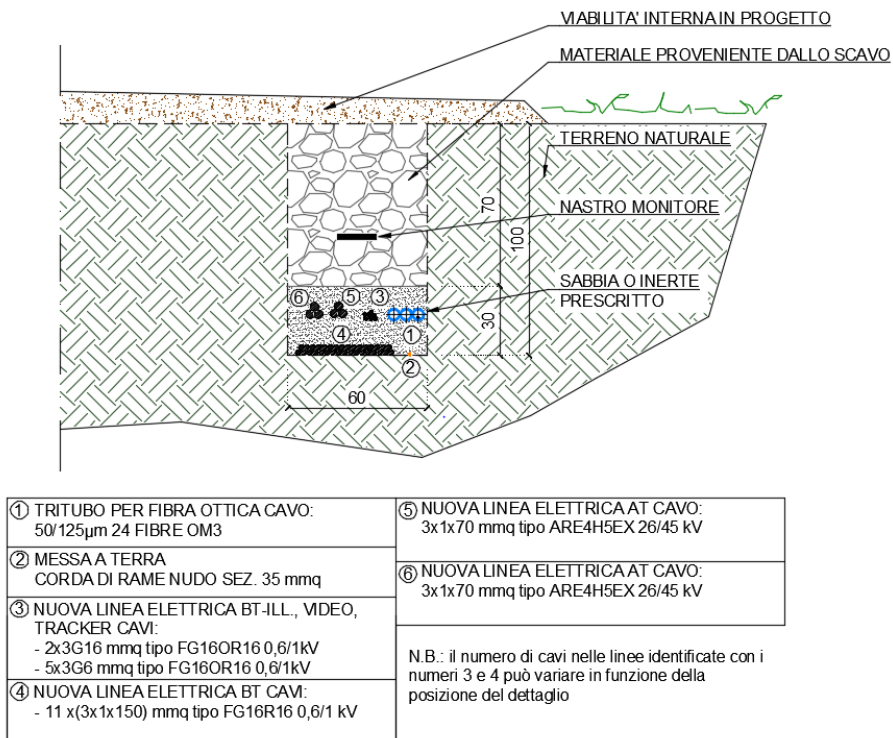 VIABILITA' INTERNA IN PROGETTO
MATERIALE PROVENIENTE DALLO SCAVO
TERRENO NATURALE
70
NASTRO MONITORE
100
SABBIA O INERTE
PRESCRITTO
6 5 3
30
4 1
2
60
1 TRITUBO PER FIBRA OTTICA CAVO:
50/125µm 24 FIBRE OM3
2 MESSA A TERRA
CORDA DI RAME NUDO SEZ. 35 mmq
3 NUOVA LINEA ELETTRICA BT-ILL., VIDEO,
TRACKER CAVI:
- 2x3G16 mmq tipo FG16OR16 0,6/1kV
- 5x3G6 mmq tipo FG16OR16 0,6/1kV
4 NUOVA LINEA ELETTRICA BT CAVI:
- 11 x(3x1x150) mmq tipo FG16R16 0,6/1 kV
5 NUOVA LINEA ELETTRICA AT CAVO:
3x1x70 mmq tipo ARE4H5EX 26/45 kV
6 NUOVA LINEA ELETTRICA AT CAVO:
3x1x70 mmq tipo ARE4H5EX 26/45 kV
N.B.: il numero di cavi nelle linee identificate con i
numeri 3 e 4 può variare in funzione della
posizione del dettaglio